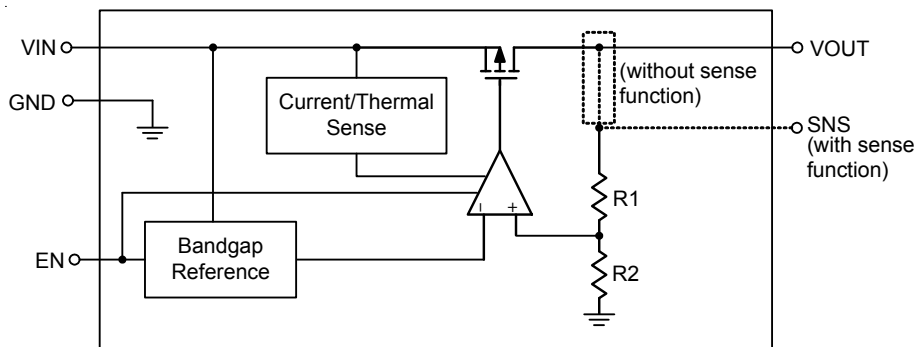 VIN
VOUT
(without sense
function)
GND
Current/Thermal
Sense
SNS
(with sense
function)
R1
– +
EN
Bandgap
Reference
R2